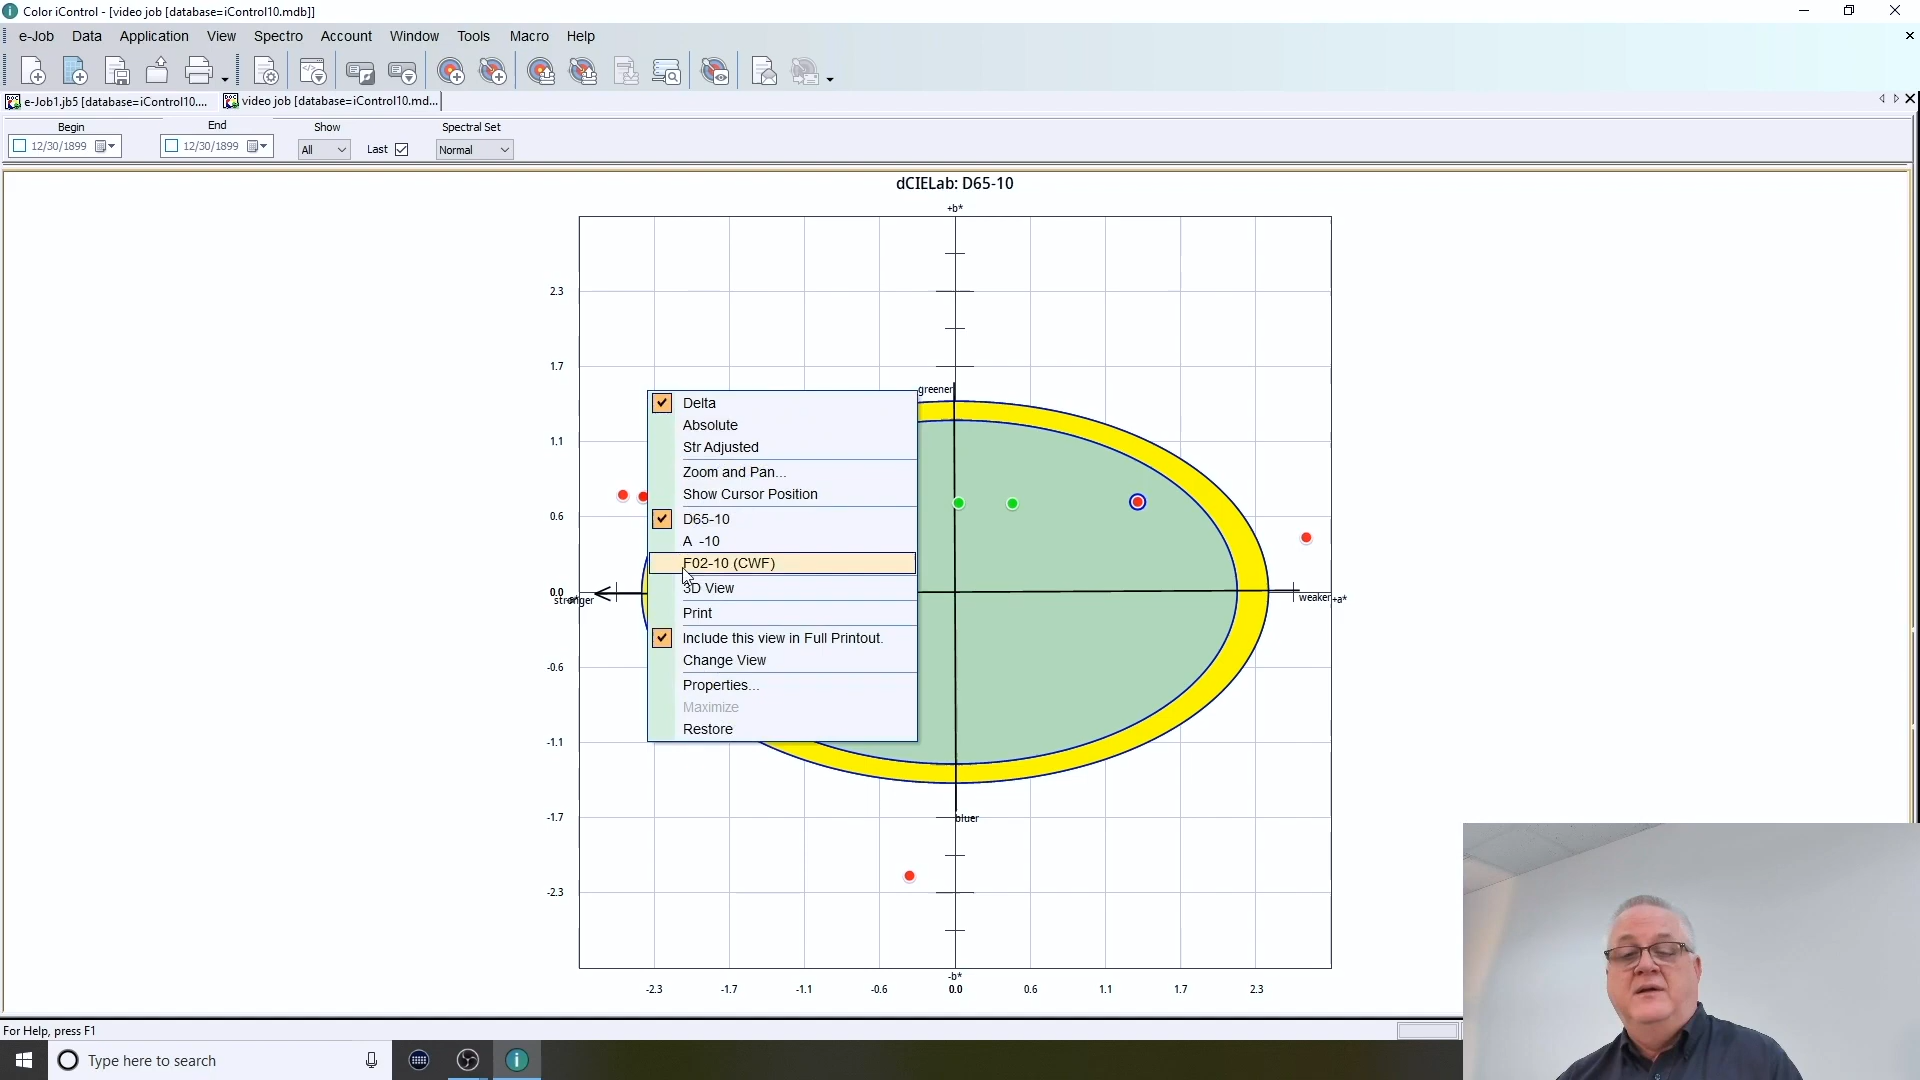 Color iControl - [video job [database=iControl10.mdb]]
e-Job Data Application View Spectro Account Window Tools Macro Help
e-Job1.jb5 [database=iControl10.... video job [database=iControl10.md...
Begin End Show Spectral Set
12/30/1899 12/30/1899 All Last Normal
dCIELab: D65-10
+b*
2.3
1.7
greener
Delta
Absolute
1.1
Str Adjusted
Zoom and Pan...
Show Cursor Position
0.6
D65-10
A -10
F02-10 (CWF)
3D View
0.0
weaker +a*
Print
Include this view in Full Printout.
-0.6
Change View
Properties...
Maximize
Restore
-1.1
-1.7
bluer
-2.3
-b*
-2.3 -1.7 -1.1 -0.6 0.0 0.6 1.1 1.7 2.3
For Help, press F1
Type here to search